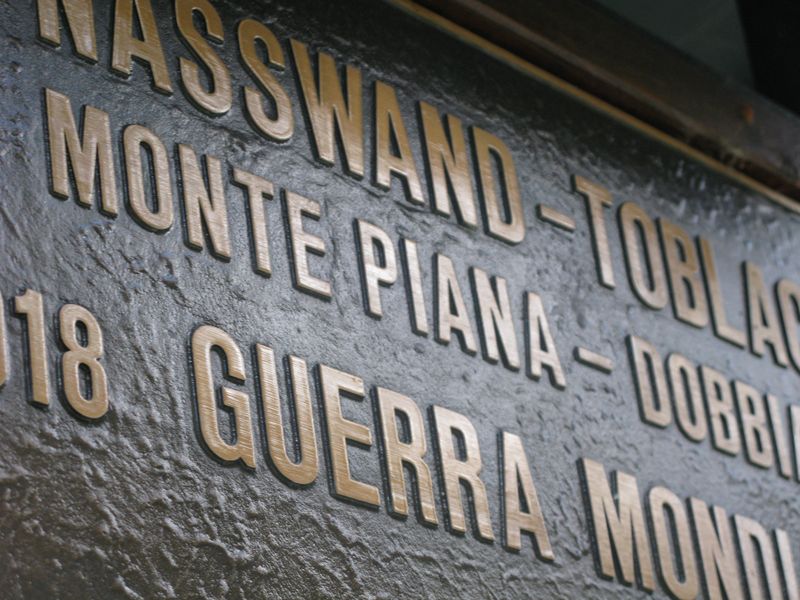 NASSWAND – TOBLAC
MONTE PIANA – DOBBI
18 GUERRA MONDI